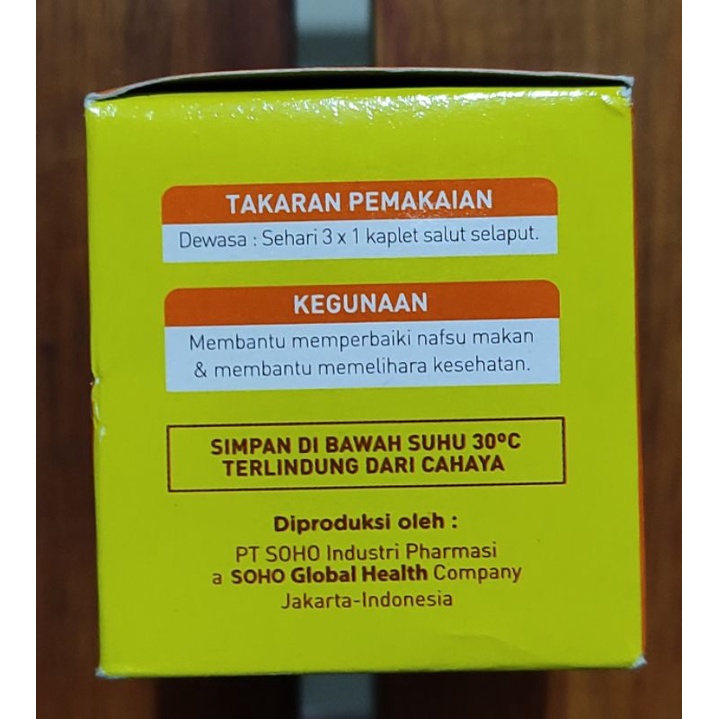 TAKARAN PEMAKAIAN
Dewasa : Sehari 3 x 1 kaplet salut selaput.
KEGUNAAN
Membantu memperbaiki nafsu makan
& membantu memelihara kesehatan.
SIMPAN DI BAWAH SUHU 30°C
TERLINDUNG DARI CAHAYA
Diproduksi oleh :
PT SOHO Industri Pharmasi
a SOHO Global Health Company
Jakarta-Indonesia